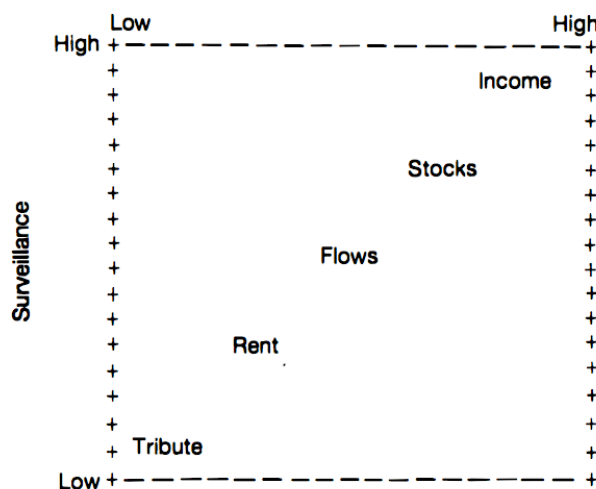 Low High
High
Income
Stocks
Flows
Surveillance
Rent
Tribute
Low